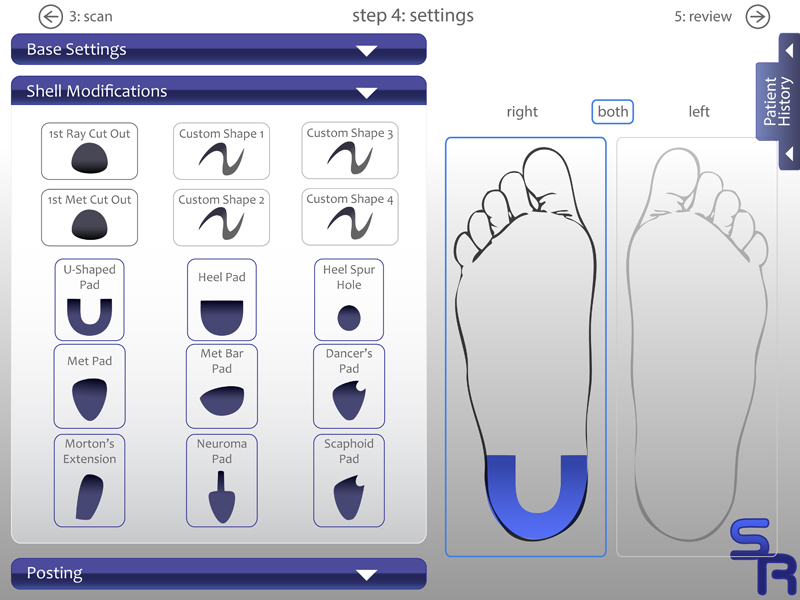 3: scan
step 4: settings
5: review
Base Settings
Shell Modifications
1st Ray Cut Out
Custom Shape 1
Custom Shape 3
1st Met Cut Out
Custom Shape 2
Custom Shape 4
U-Shaped
Pad
Heel Pad
Heel Spur
Hole
Met Pad
Met Bar
Pad
Dancer's
Pad
Morton's
Extension
Neuroma
Pad
Scaphoid
Pad
Posting
right
both
left
Patient
History
SR